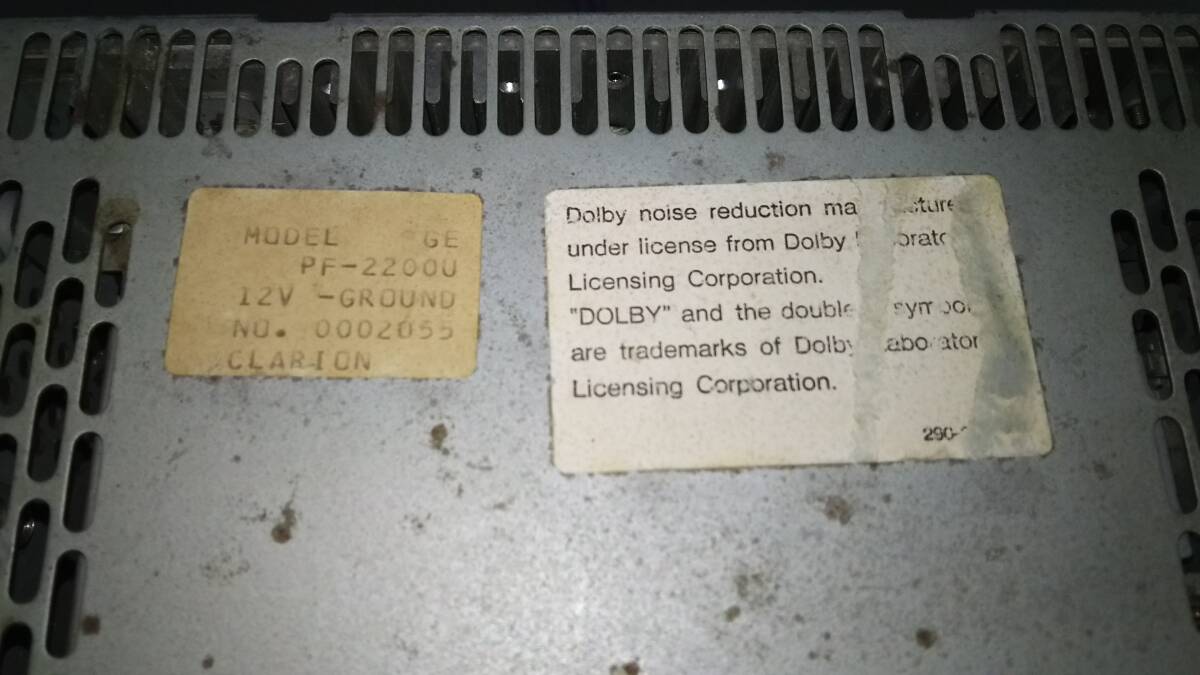 MODEL GE
PF-2200U
12V -GROUND
NO. 0002055
CLARION
Dolby noise reduction
under license from Dolby
Licensing Corporation.
"DOLBY" and the double
are trademarks of Dolby
Licensing Corporation.